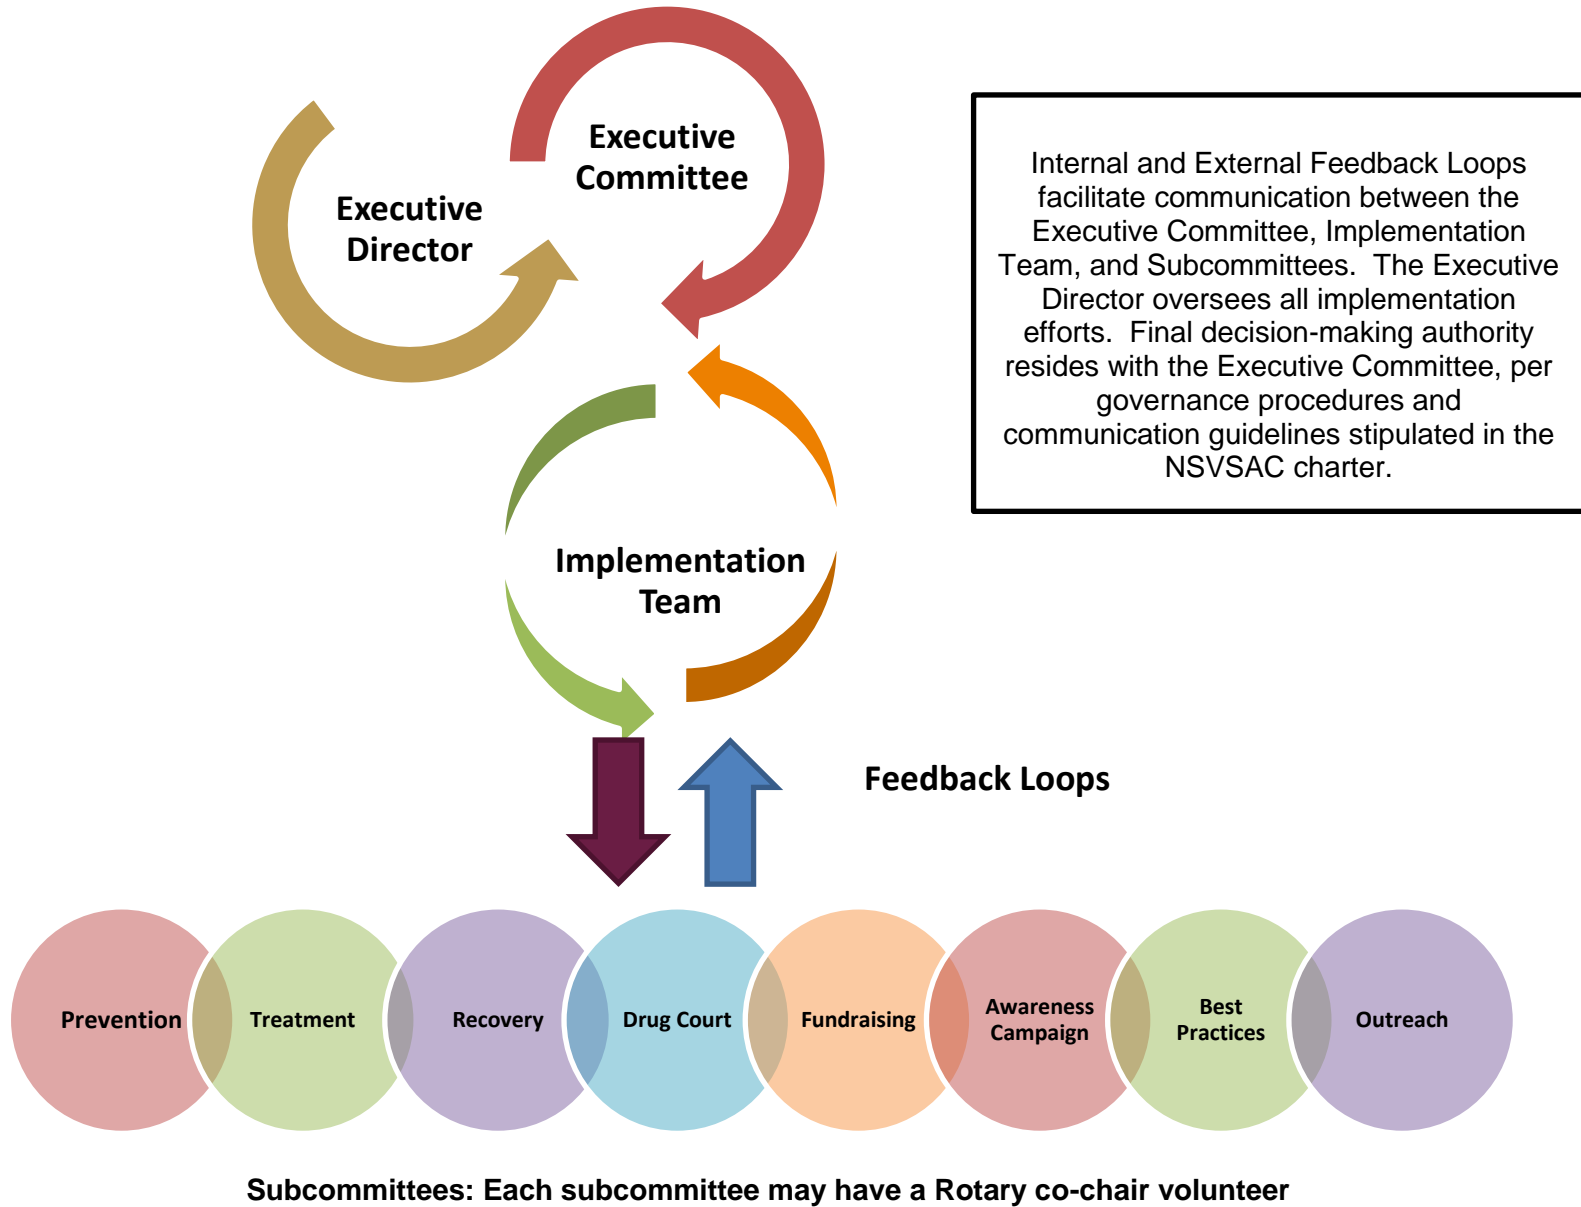 Executive
Committee
Executive
Director
Internal and External Feedback Loops
facilitate communication between the
Executive Committee, Implementation
Team, and Subcommittees.  The Executive
Director oversees all implementation
efforts.  Final decision-making authority
resides with the Executive Committee, per
governance procedures and
communication guidelines stipulated in the
NSVSAC charter.
Implementation
Team
Feedback Loops
Prevention
Treatment
Recovery
Drug Court
Fundraising
Awareness
Campaign
Best
Practices
Outreach
Subcommittees: Each subcommittee may have a Rotary co-chair volunteer